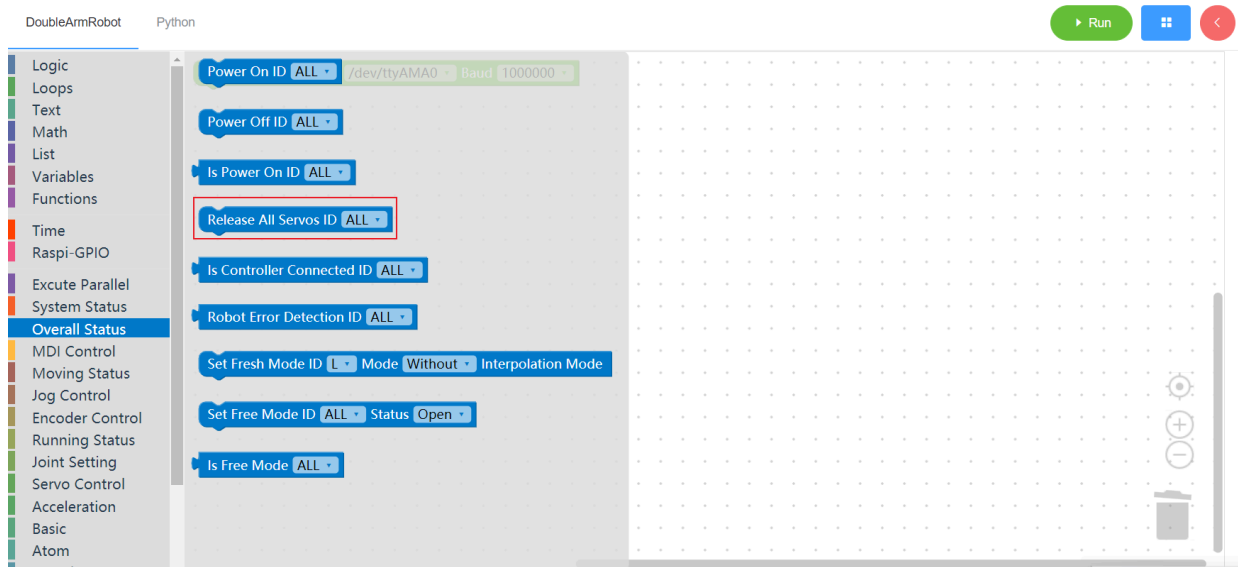 DoubleArmRobot Python Run
Logic
Loops
Text
Math
List
Variables
Functions
Time
Raspi-GPIO
Excute Parallel
System Status
Overall Status
MDI Control
Moving Status
Jog Control
Encoder Control
Running Status
Joint Setting
Servo Control
Acceleration
Basic
Atom
Power On ID ALL /dev/ttyAMA0 Baud 1000000
Power Off ID ALL
Is Power On ID ALL
Release All Servos ID ALL
Is Controller Connected ID ALL
Robot Error Detection ID ALL
Set Fresh Mode ID L Mode Without Interpolation Mode
Set Free Mode ID ALL Status Open
Is Free Mode ALL